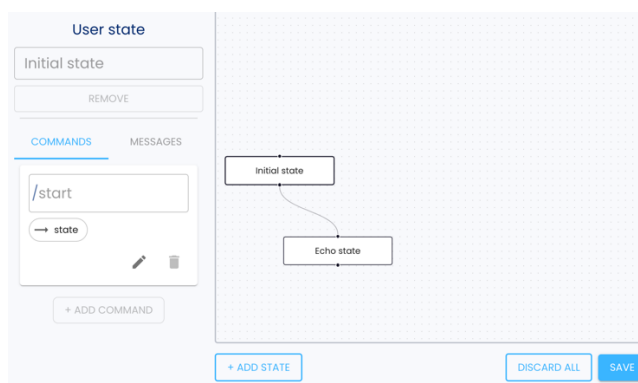 User state
Initial state
REMOVE
COMMANDS MESSAGES
/start
→ state
+ ADD COMMAND
Initial state
Echo state
+ ADD STATE
DISCARD ALL
SAVE